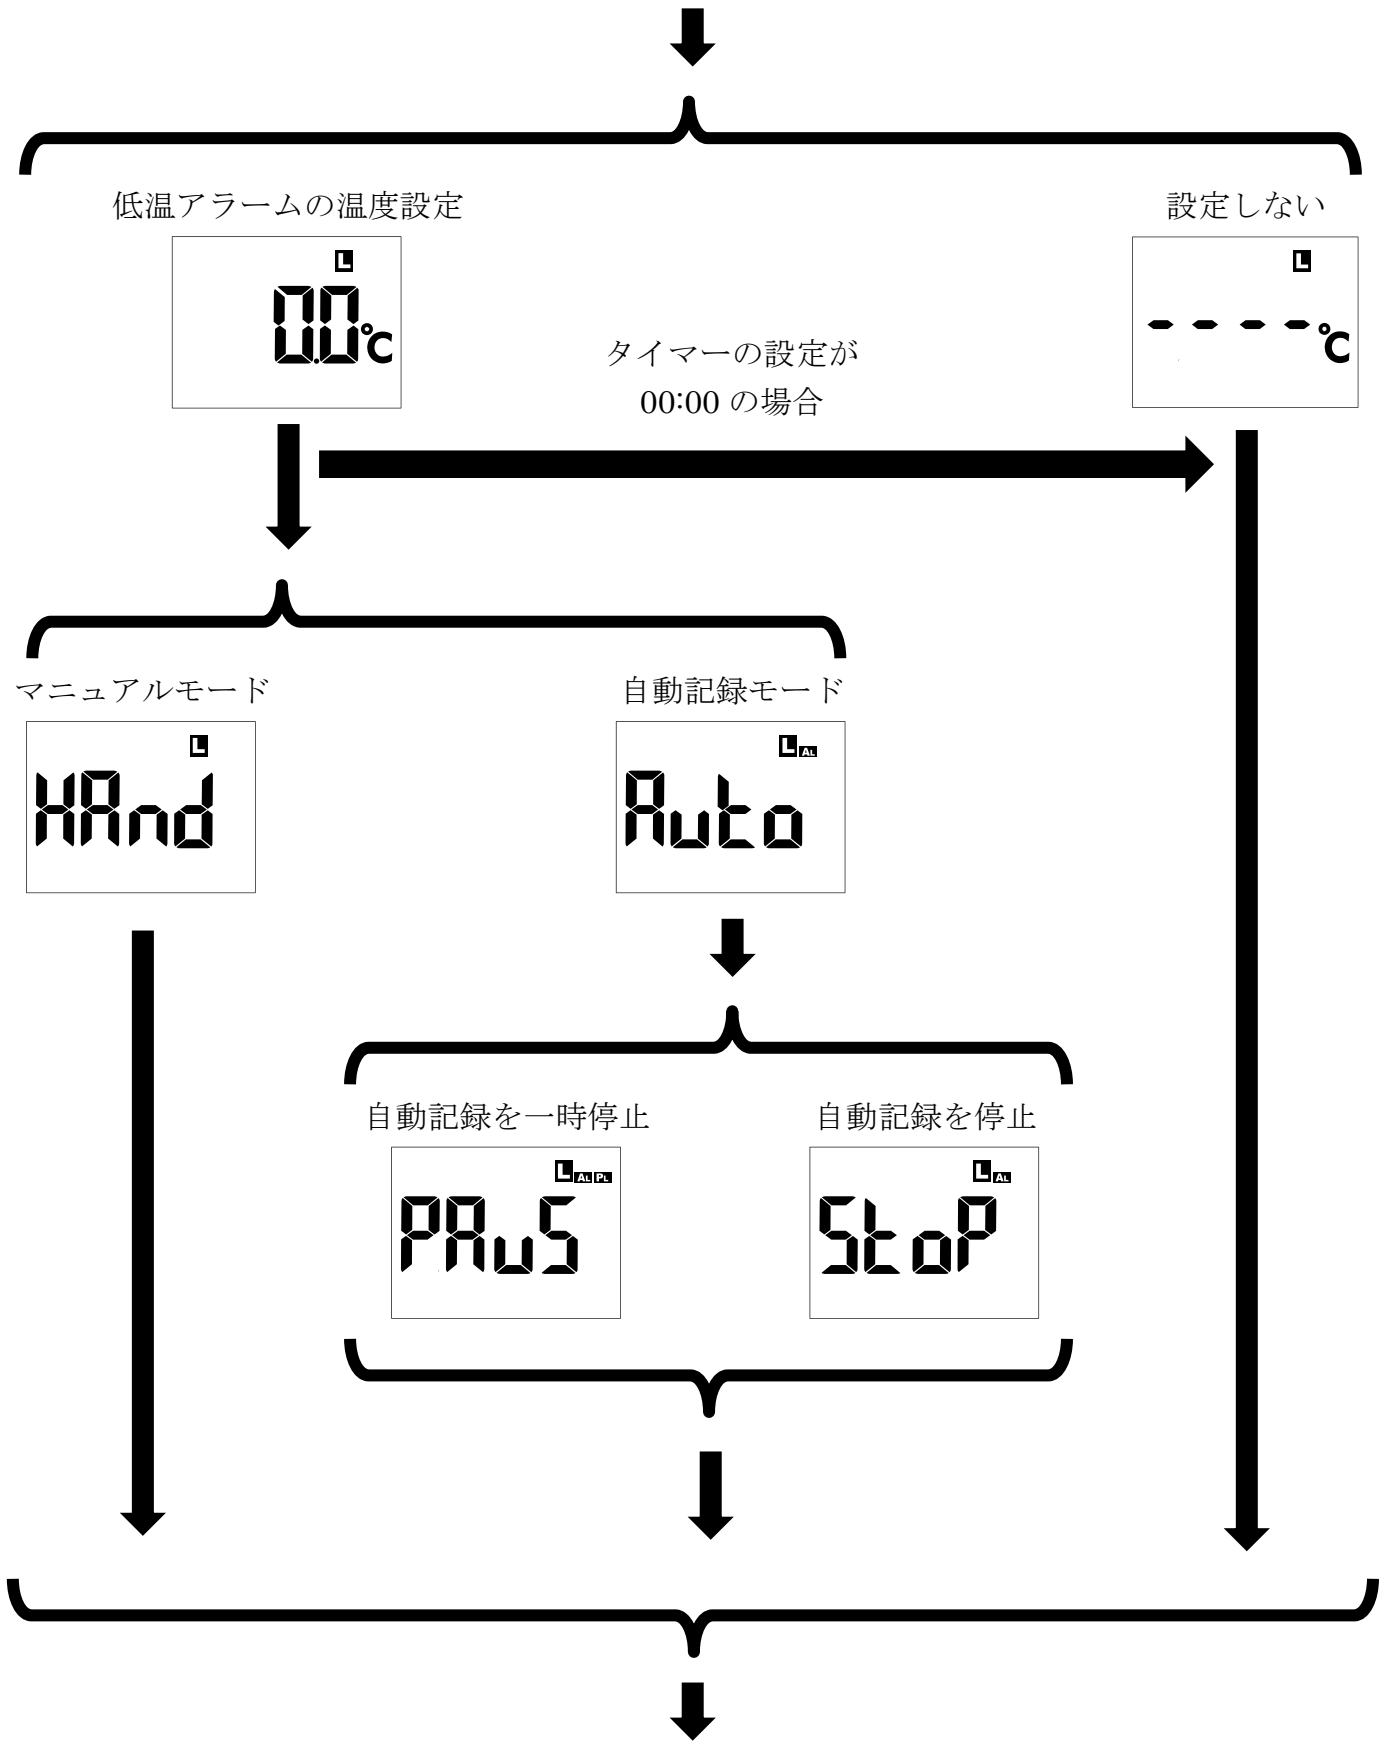 低温アラームの温度設定
設定しない
L
0.0℃
L
- - - -℃
タイマーの設定が
00:00 の場合
マニュアルモード
自動記録モード
L
HAnd
L AL
Auto
自動記録を一時停止
自動記録を停止
L AL PL
PAuS
L AL
StoP